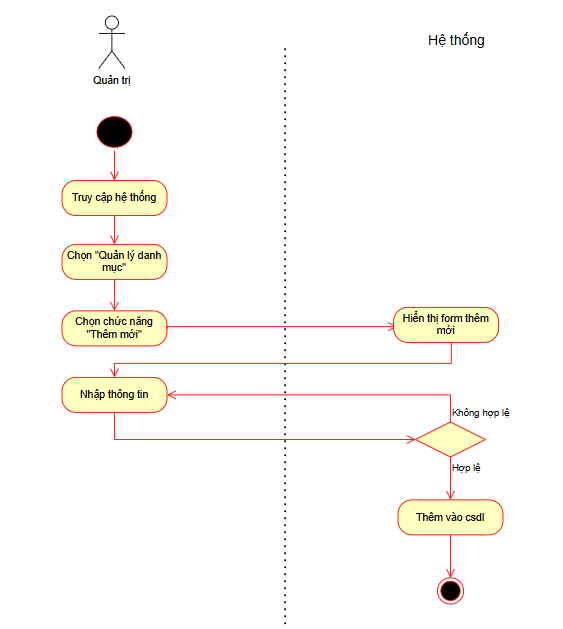 Hệ thống
Quản trị
Truy cập hệ thống
Chọn "Quản lý danh
mục"
Chọn chức năng
"Thêm mới"
Hiển thị form thêm
mới
Nhập thông tin
Không hợp lệ
Hợp lệ
Thêm vào csdl